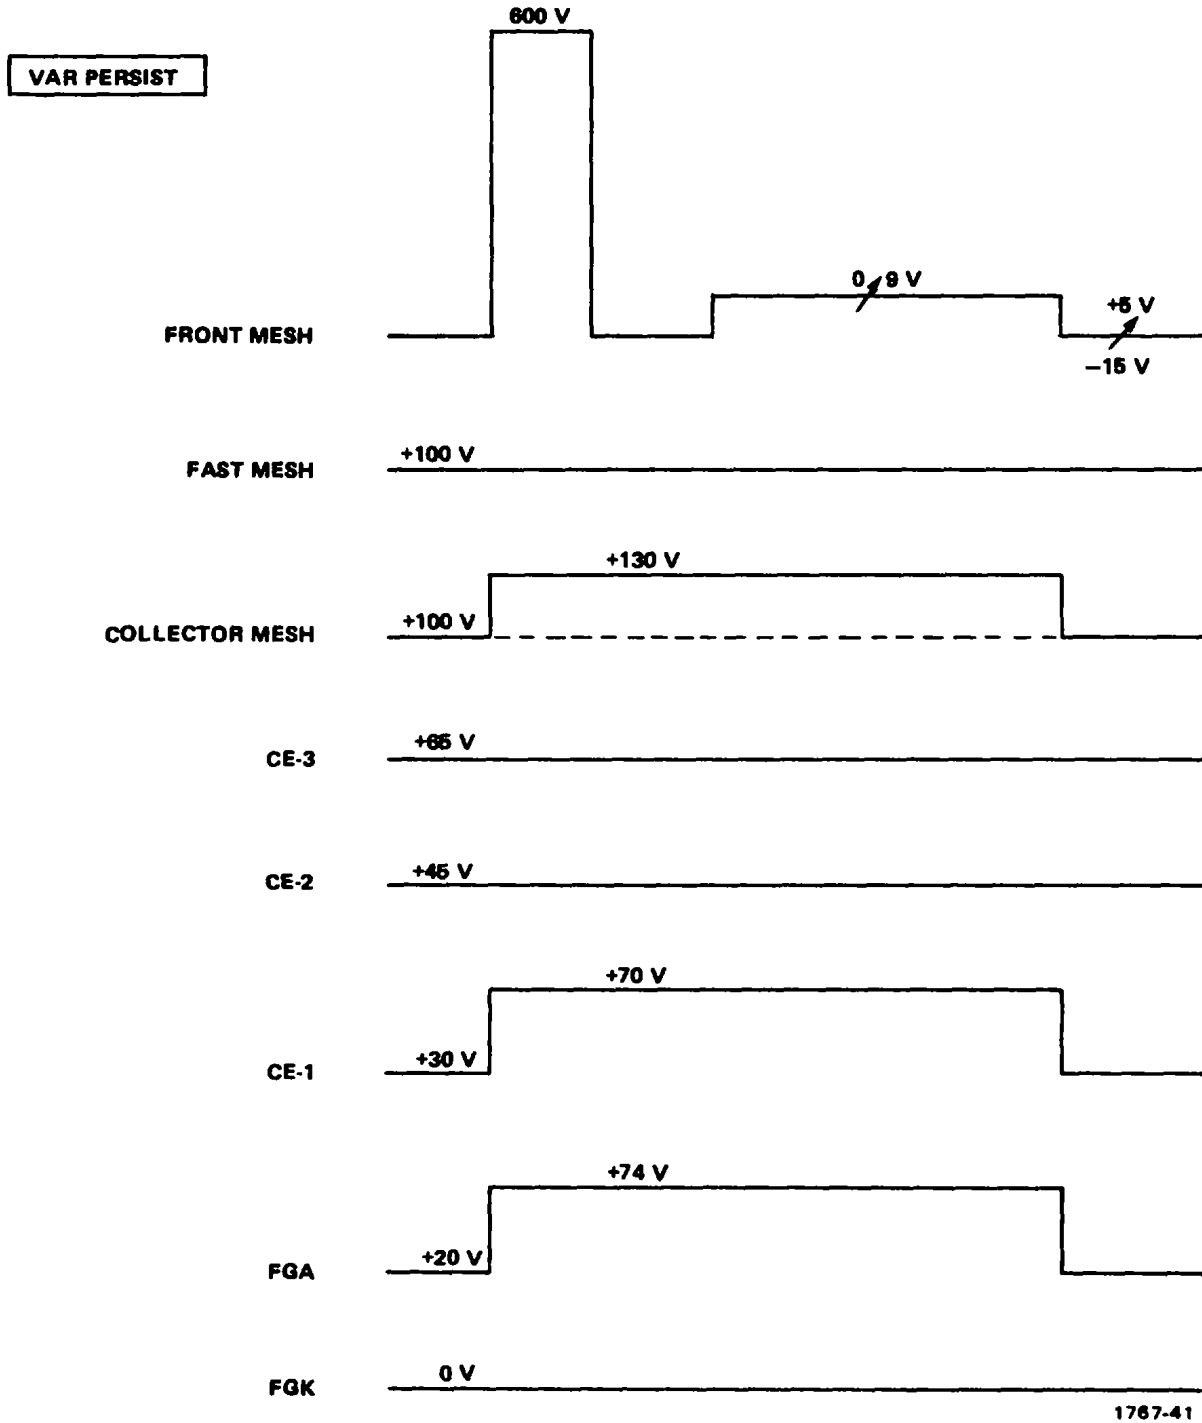 600 V
VAR PERSIST
0 9 V
+5 V
FRONT MESH
−15 V
+100 V
FAST MESH
+130 V
+100 V
COLLECTOR MESH
+65 V
CE-3
+45 V
CE-2
+70 V
+30 V
CE-1
+74 V
+20 V
FGA
0 V
FGK
1767-41